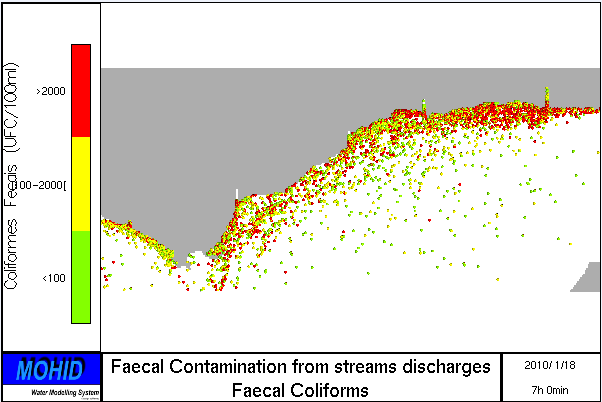 Coliformes Fecais (UFC/100ml)
>2000
00-2000[
<100
MOHID
Water Modelling System
Faecal Contamination from streams discharges
Faecal Coliforms
2010/1/18
7h 0min